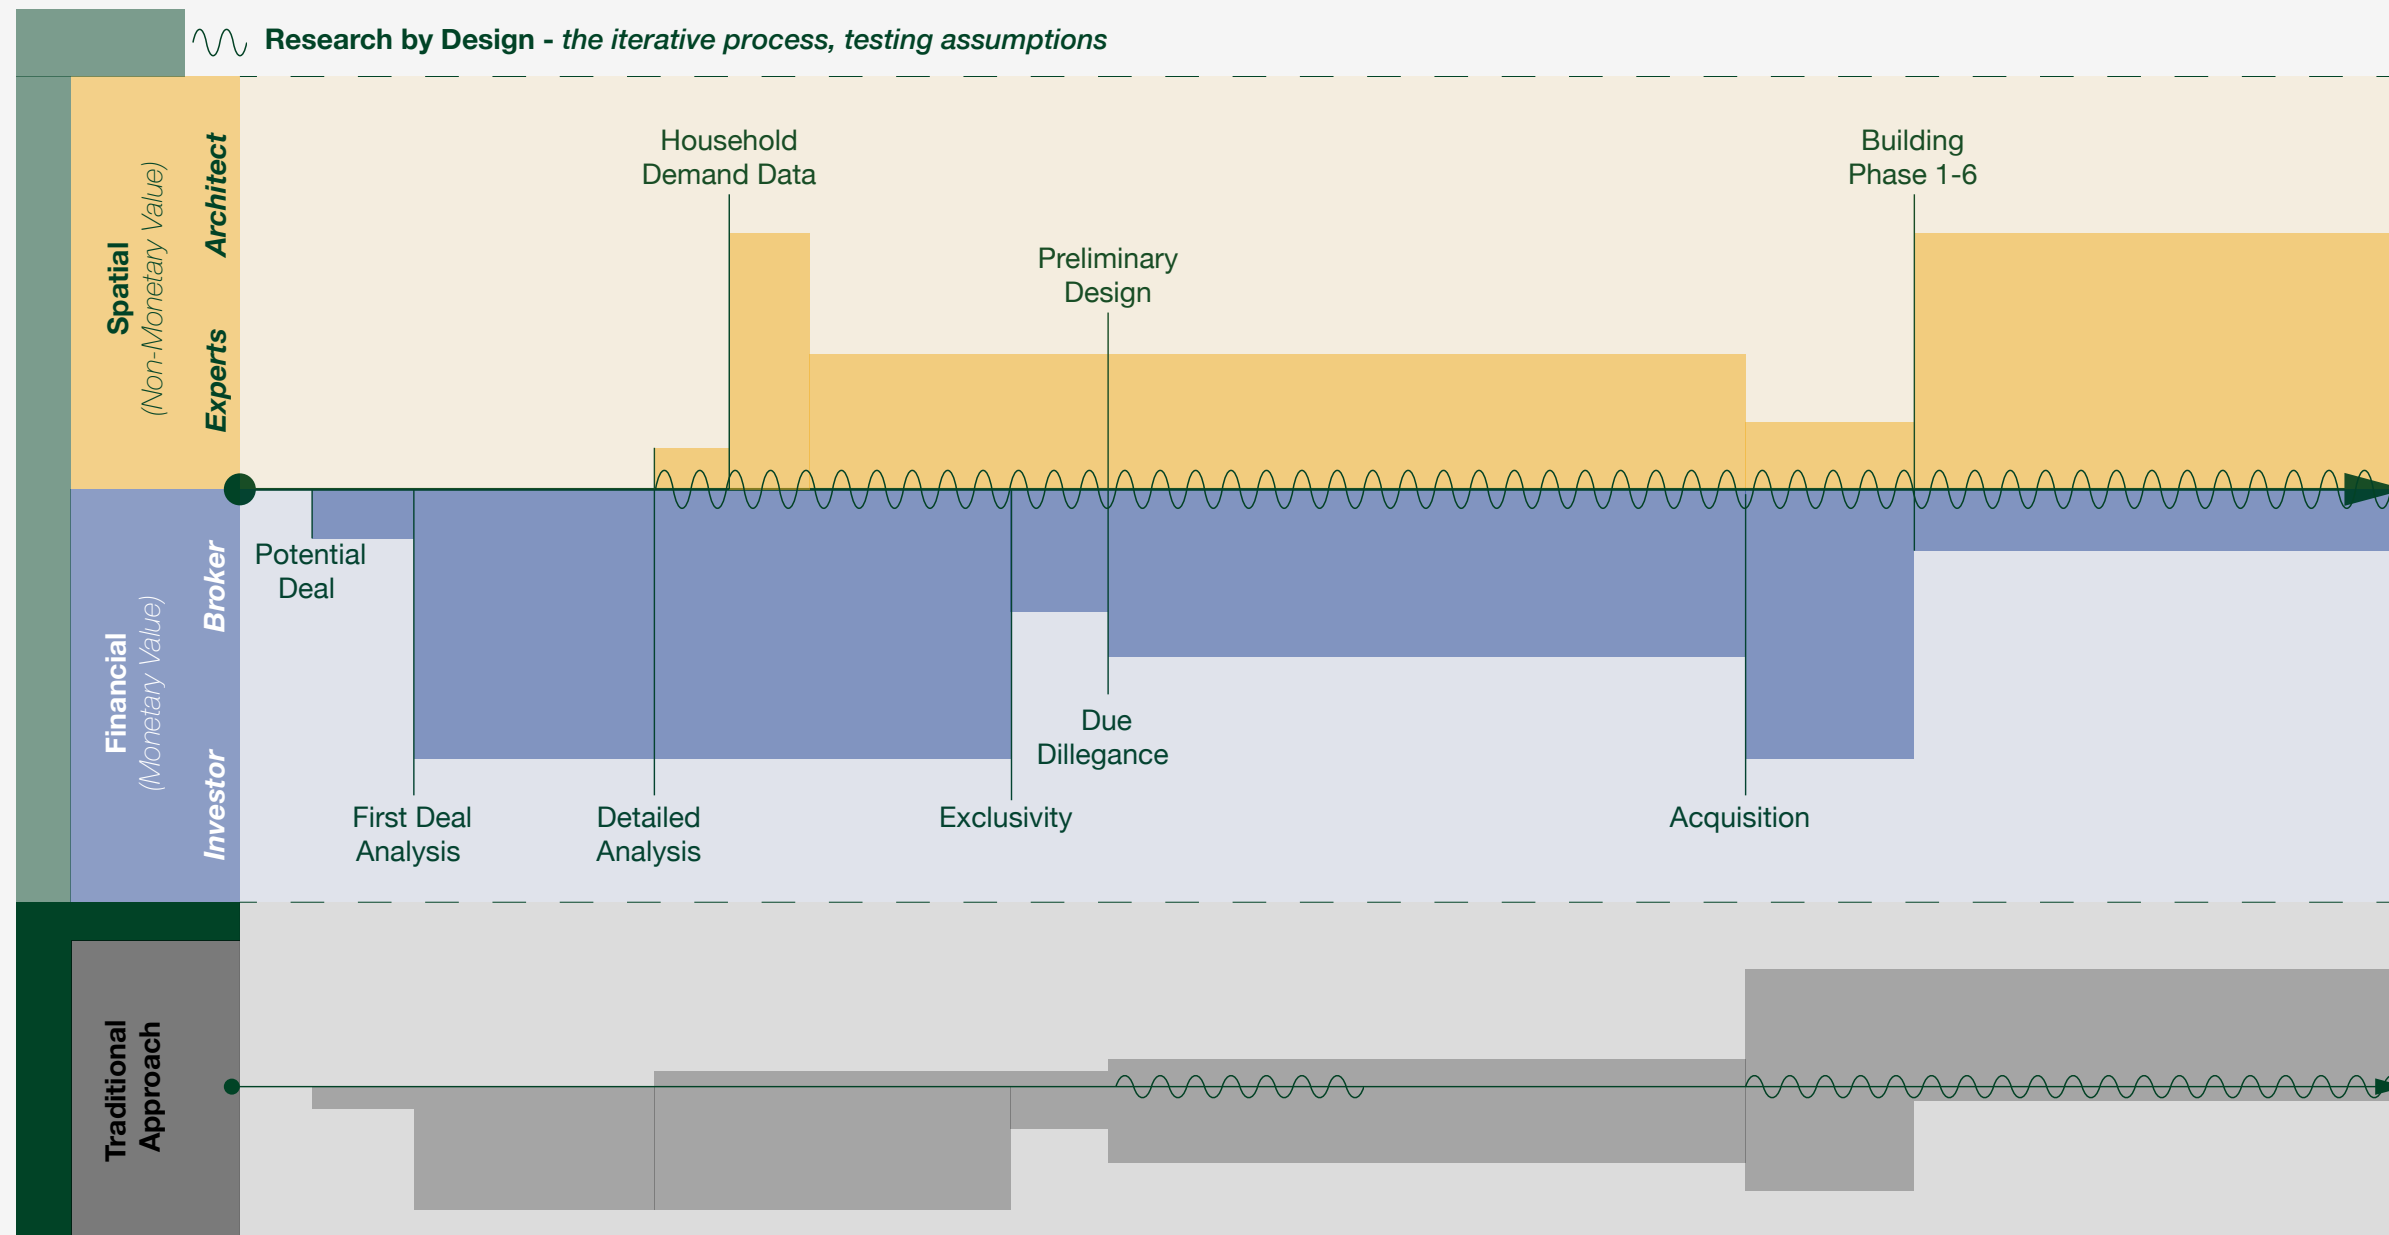 Research by Design - the iterative process, testing assumptions
Spatial
(Non-Monetary Value)
Architect
Experts
Household
Demand Data
Preliminary
Design
Building
Phase 1-6
Financial
(Monetary Value)
Broker
Investor
Potential
Deal
First Deal
Analysis
Detailed
Analysis
Exclusivity
Due
Dillegance
Acquisition
Traditional
Approach